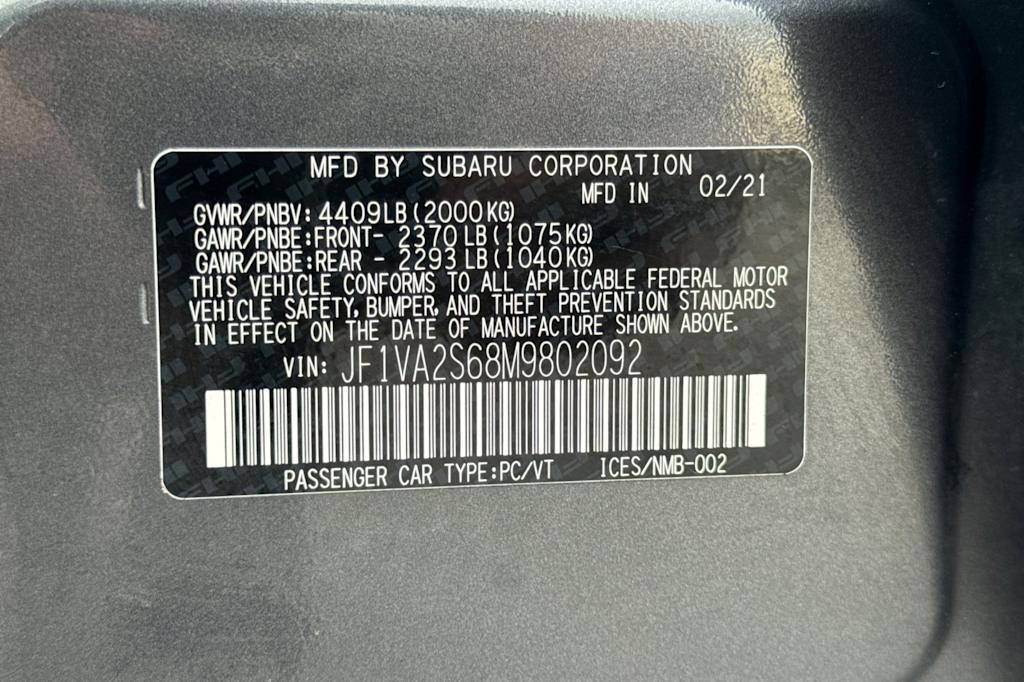 MFD BY SUBARU CORPORATION
MFD IN 02/21
GVWR/PNBV: 4409LB(2000KG)
GAWR/PNBE:FRONT- 2370LB(1075KG)
GAWR/PNBE:REAR - 2293LB(1040KG)
THIS VEHICLE CONFORMS TO ALL APPLICABLE FEDERAL MOTOR
VEHICLE SAFETY, BUMPER, AND THEFT PREVENTION STANDARDS
IN EFFECT ON THE DATE OF MANUFACTURE SHOWN ABOVE.
VIN: JF1VA2S68M9802092
PASSENGER CAR TYPE:PC/VT ICES/NMB-002